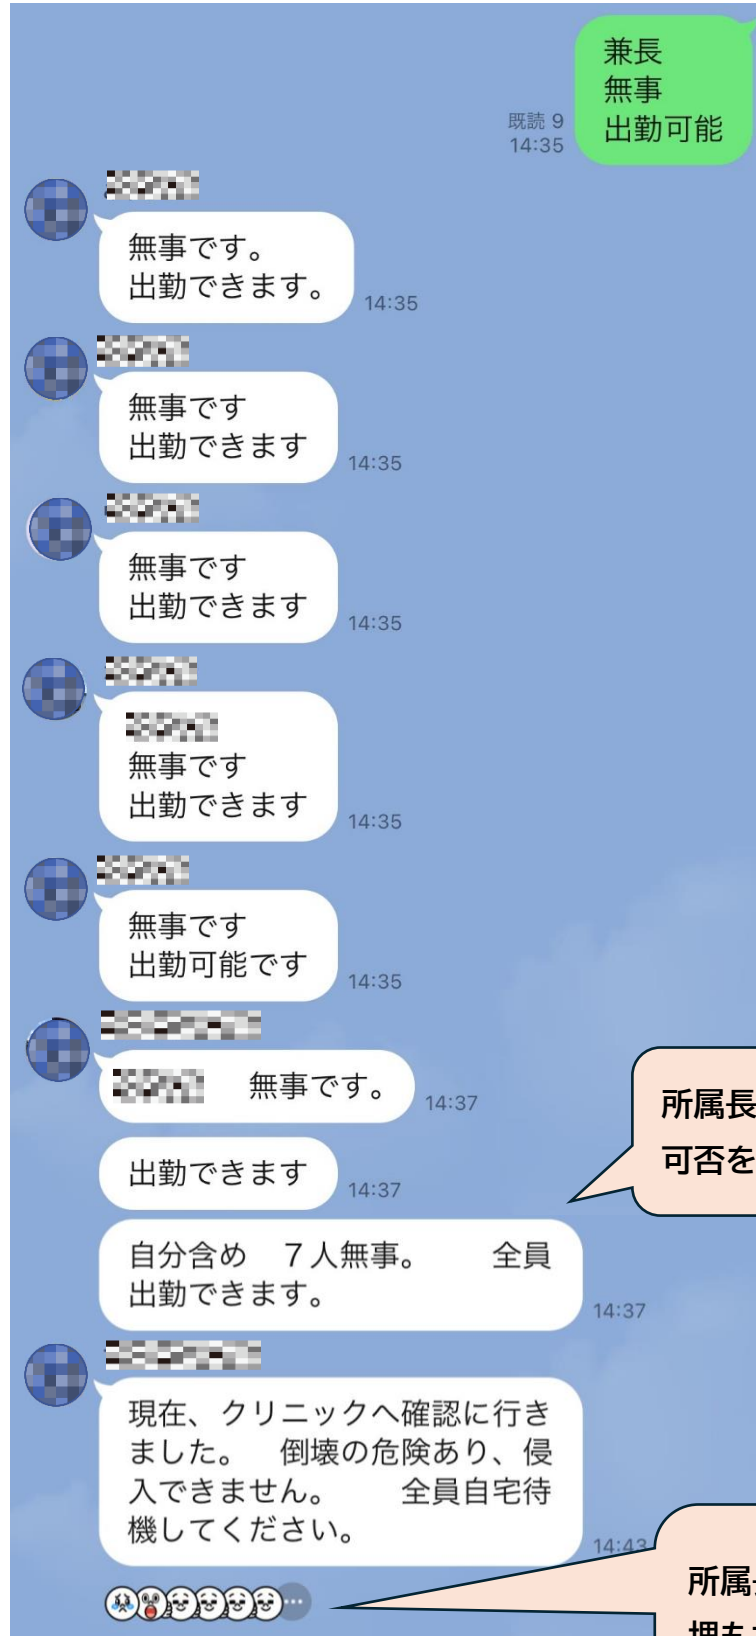 兼長
無事
出勤可能
既読 9
14:35
無事です。
出勤できます。
14:35
無事です
出勤できます
14:35
無事です
出勤できます
14:35
無事です
出勤できます
14:35
無事です
出勤可能です
14:35
無事です。
14:37
出勤できます
14:37
所属長
可否を
自分含め　７人無事。　　全員
出勤できます。
14:37
現在、クリニックへ確認に行き
ました。　倒壊の危険あり、侵
入できません。　　全員自宅待
機してください。
14:43
所属